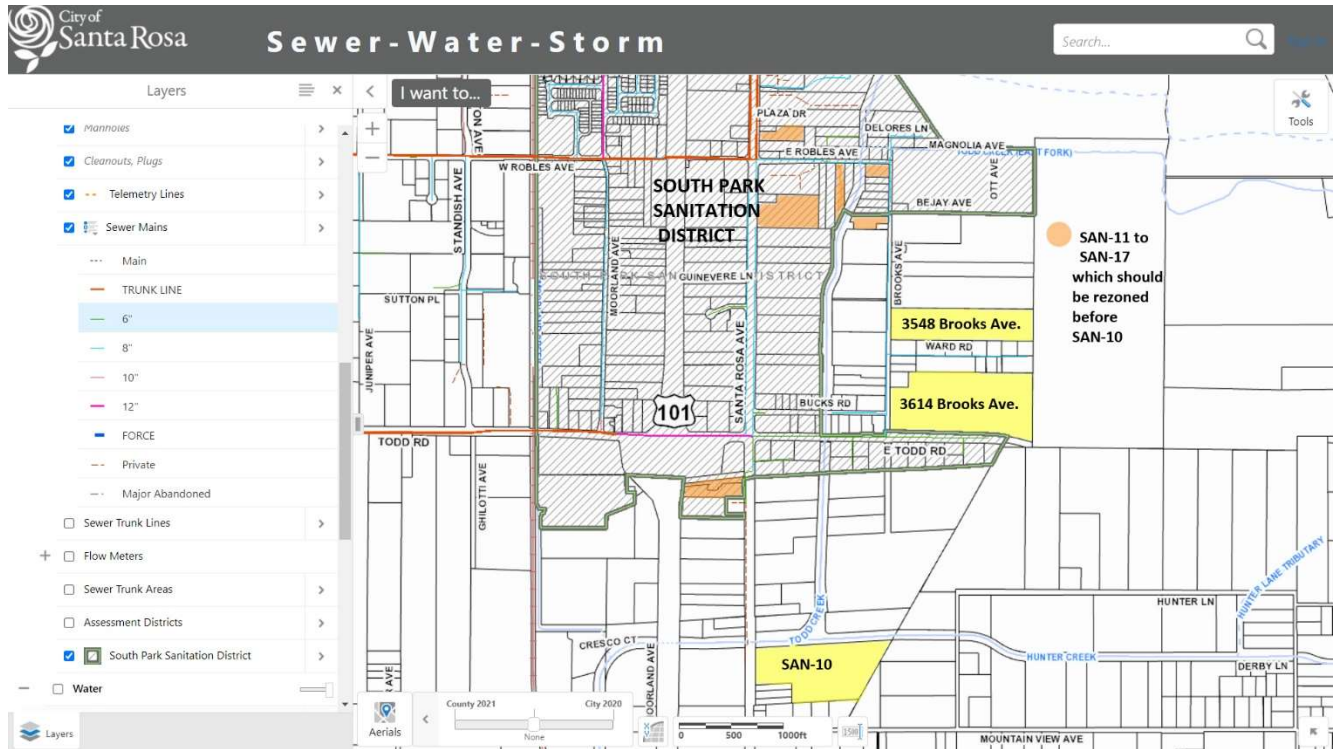 City of
Santa Rosa
Sewer-Water-Storm
Search...
Layers
I want to...
Tools
Manholes
Cleanouts, Plugs
Telemetry Lines
Sewer Mains
Main
TRUNK LINE
6"
8"
10"
12"
FORCE
Private
Major Abandoned
Sewer Trunk Lines
Flow Meters
Sewer Trunk Areas
Assessment Districts
South Park Sanitation District
Water
Layers
PLAZA DR
DELORES LN
MAGNOLIA AVE
E ROBLES AVE
W ROBLES AVE
STANDISH AVE
SOUTH PARK
SANITATION
DISTRICT
BEJAY AVE
OTT AVE
SAN-11 to
SAN-17
which should
be rezoned
before
SAN-10
MOORLAND AVE
GUINEVERE LN
BROOKS AVE
SUTTON PL
3548 Brooks Ave.
WARD RD
JUNIPER AVE
SANTA ROSA AVE
101
BUCKS RD
3614 Brooks Ave.
TODD RD
E TODD RD
GHILOTTI AVE
HUNTER LANE TRIBUTARY
HUNTER LN
CRESCO CT
TODD CREEK
HUNTER CREEK
DERBY LN
SAN-10
MOORLAND AVE
MOUNTAIN VIEW AVE
Aerials
County 2021
City 2020
None
0 500 1000ft